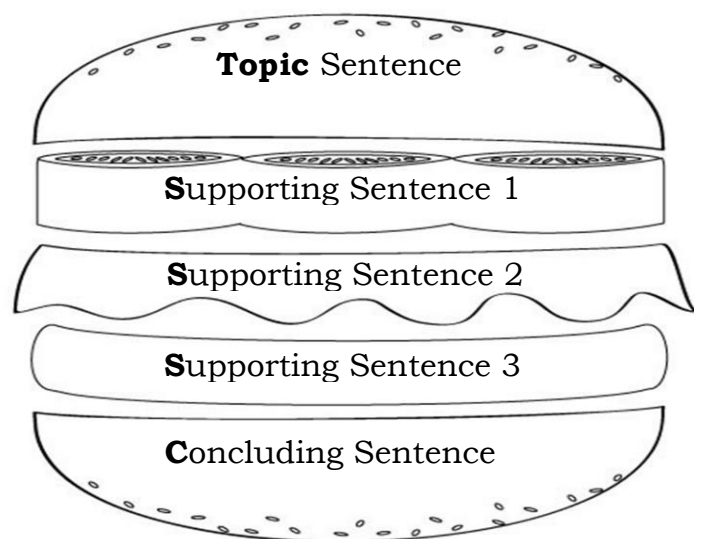 Topic Sentence
Supporting Sentence 1
Supporting Sentence 2
Supporting Sentence 3
Concluding Sentence